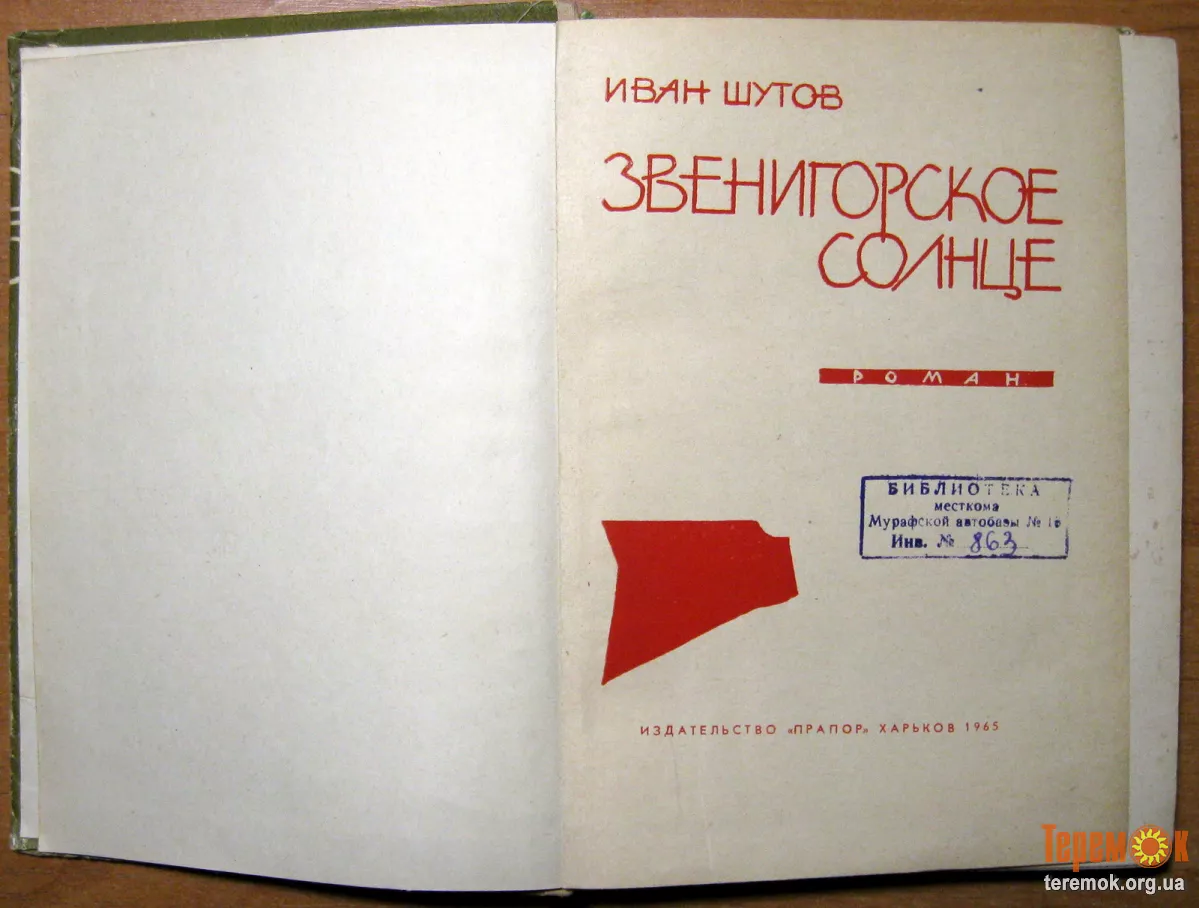 ИВАН ШУТОВ
ЗВЕНИГОРСКОЕ
СОЛНЦЕ
РОМАН
БИБЛИОТЕКА
месткома
Мурафской автобазы №
Инв. № 863
ИЗДАТЕЛЬСТВО «ПРАПОР» ХАРЬКОВ 1965
Теремок
teremok.org.ua